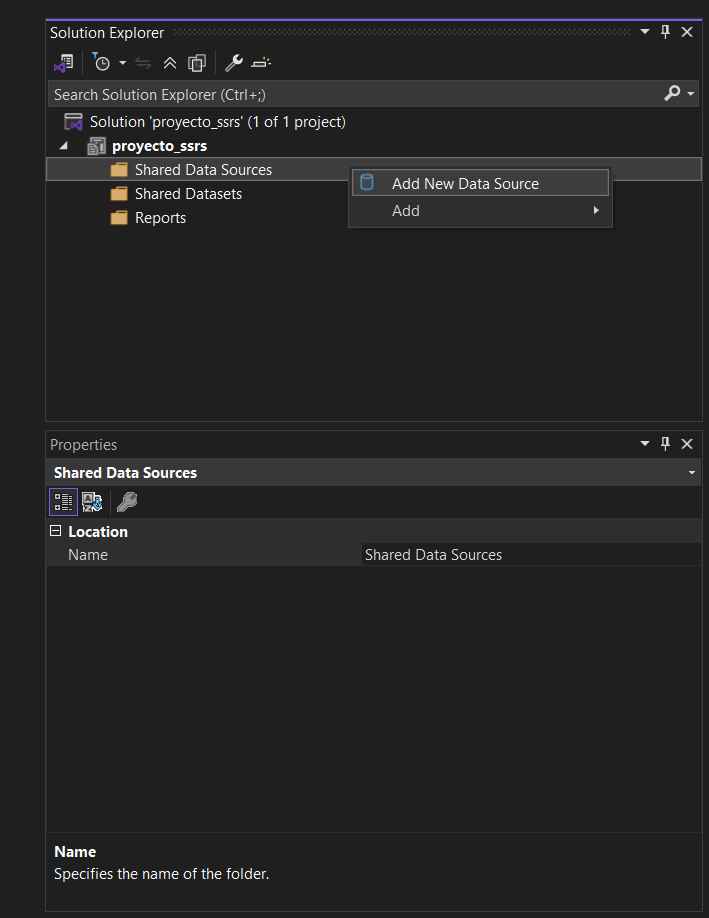 Solution Explorer
Search Solution Explorer (Ctrl+;)
Solution 'proyecto_ssrs' (1 of 1 project)
proyecto_ssrs
Shared Data Sources
Add New Data Source
Shared Datasets
Add
Reports
Properties
Shared Data Sources
Location
Name Shared Data Sources
Name
Specifies the name of the folder.